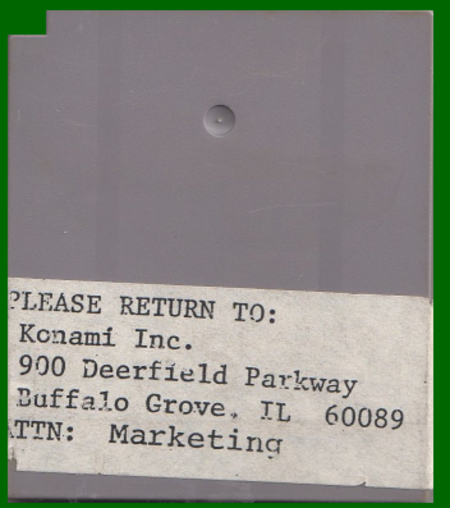 PLEASE RETURN TO:
Konami Inc.
900 Deerfield Parkway
Buffalo Grove, IL 60089
ATTN: Marketing